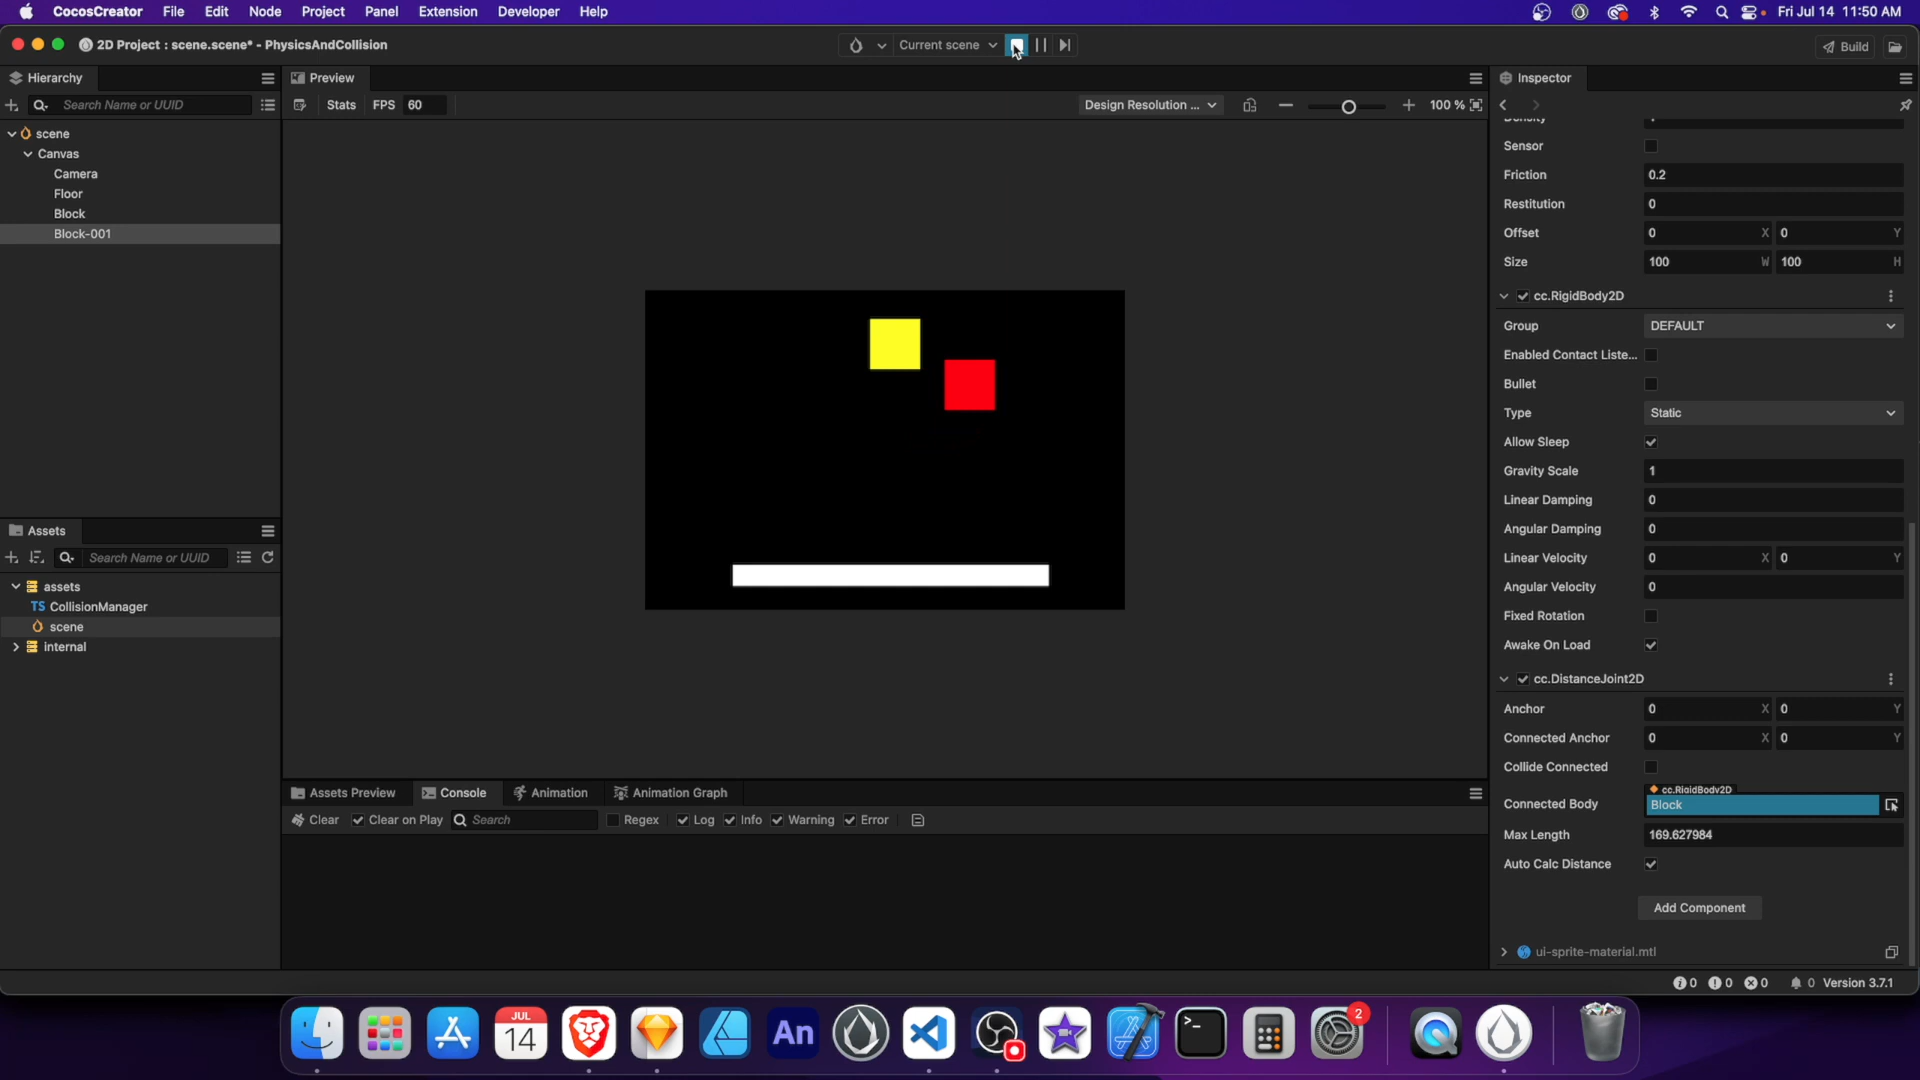 CocosCreator File Edit Node Project Panel Extension Developer Help
Fri Jul 14 11:50 AM
2D Project : scene.scene* - PhysicsAndCollision
Current scene
Build
Hierarchy
Search Name or UUID
scene
Canvas
Camera
Floor
Block
Block-001
Assets
Search Name or UUID
assets
TS CollisionManager
scene
internal
Preview
Stats FPS 60
Design Resolution ...
100 %
Assets Preview Console Animation Animation Graph
Clear Clear on Play Search Regex Log Info Warning Error
Inspector
Density
Sensor
Friction 0.2
Restitution 0
Offset 0 X 0 Y
Size 100 W 100 H
cc.RigidBody2D
Group DEFAULT
Enabled Contact Liste...
Bullet
Type Static
Allow Sleep
Gravity Scale 1
Linear Damping 0
Angular Damping 0
Linear Velocity 0 X 0 Y
Angular Velocity 0
Fixed Rotation
Awake On Load
cc.DistanceJoint2D
Anchor 0 X 0 Y
Connected Anchor 0 X 0 Y
Collide Connected
cc.RigidBody2D
Connected Body Block
Max Length 169.627984
Auto Calc Distance
Add Component
ui-sprite-material.mtl
0 0 0 0 Version 3.7.1
JUL
14
An
2